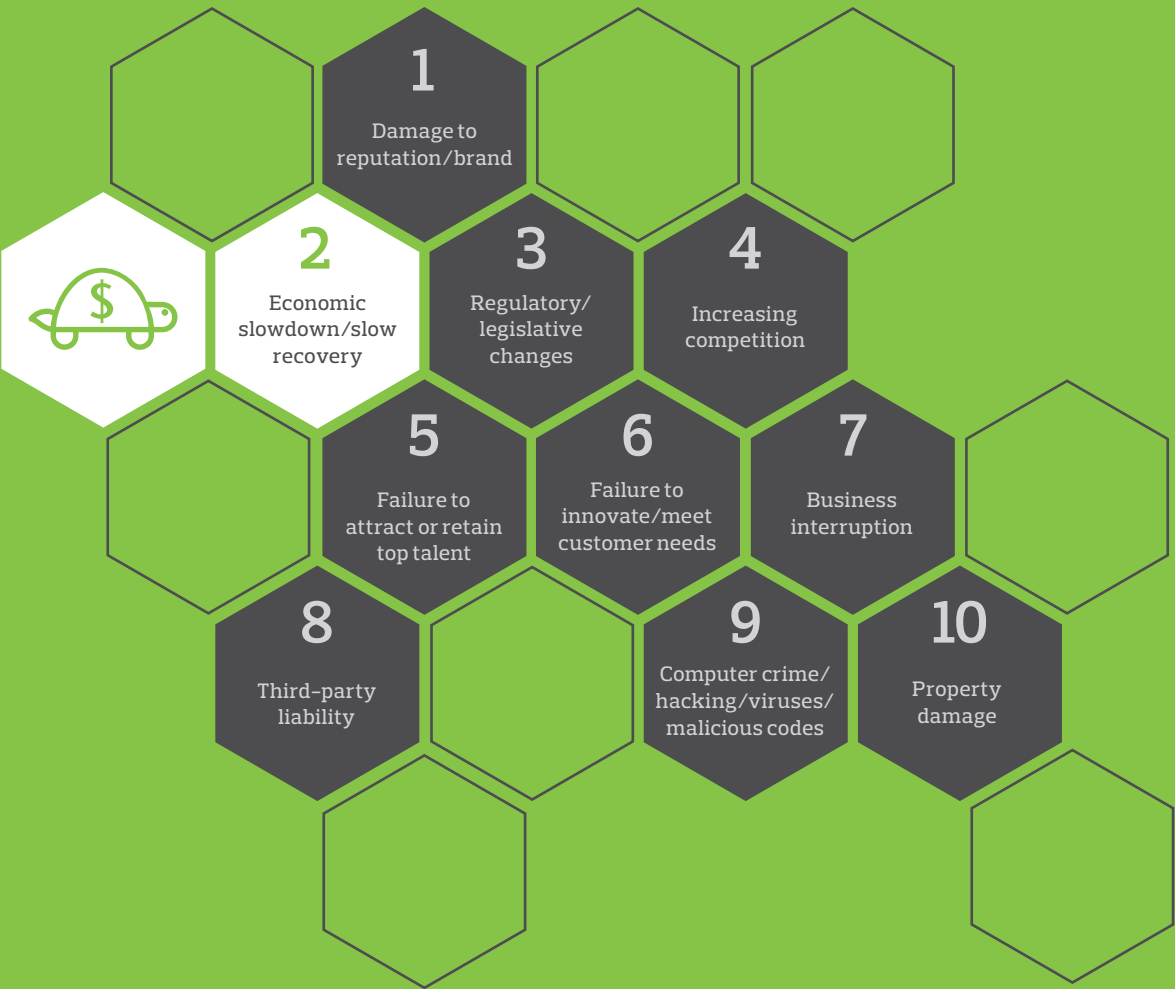 1
Damage to
reputation/brand
2
Economic
slowdown/slow
recovery
3
Regulatory/
legislative
changes
4
Increasing
competition
$
5
Failure to
attract or retain
top talent
6
Failure to
innovate/meet
customer needs
7
Business
interruption
8
Third-party
liability
9
Computer crime/
hacking/viruses/
malicious codes
10
Property
damage